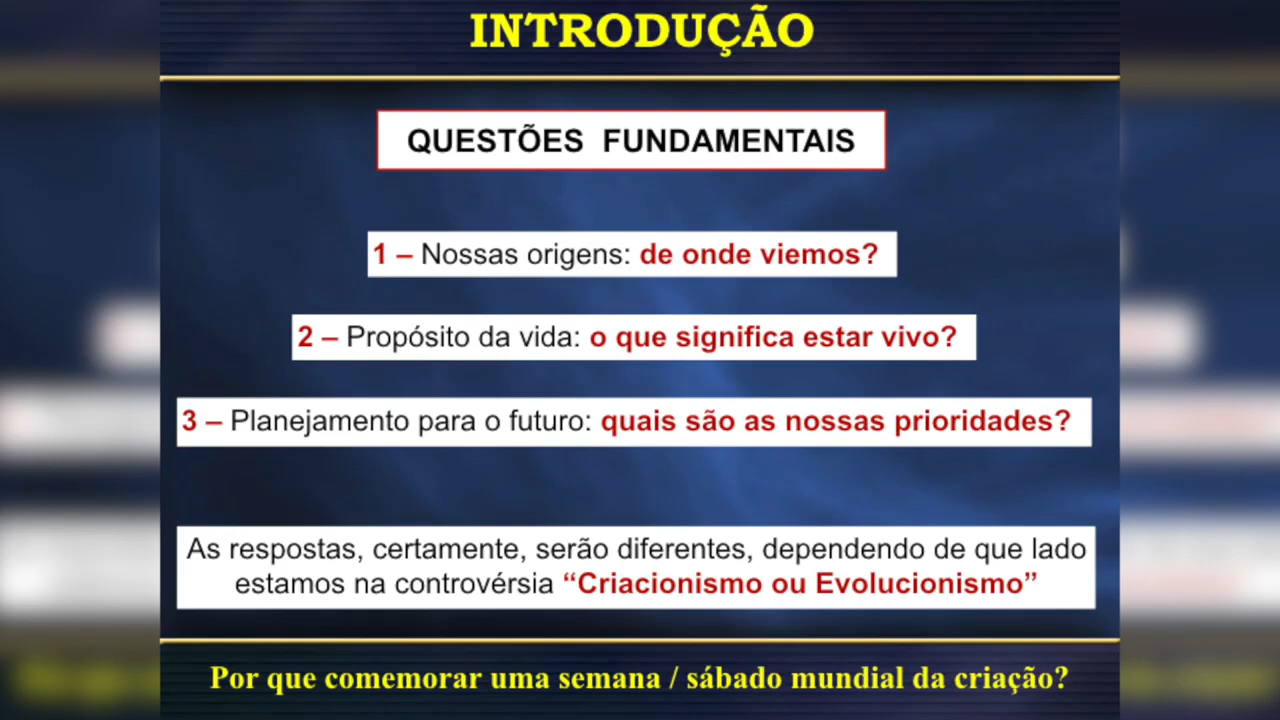 INTRODUÇÃO
QUESTÕES FUNDAMENTAIS
1 – Nossas origens: de onde viemos?
2 – Propósito da vida: o que significa estar vivo?
3 – Planejamento para o futuro: quais são as nossas prioridades?
As respostas, certamente, serão diferentes, dependendo de que lado
estamos na controvérsia “Criacionismo ou Evolucionismo”
Por que comemorar uma semana / sábado mundial da criação?